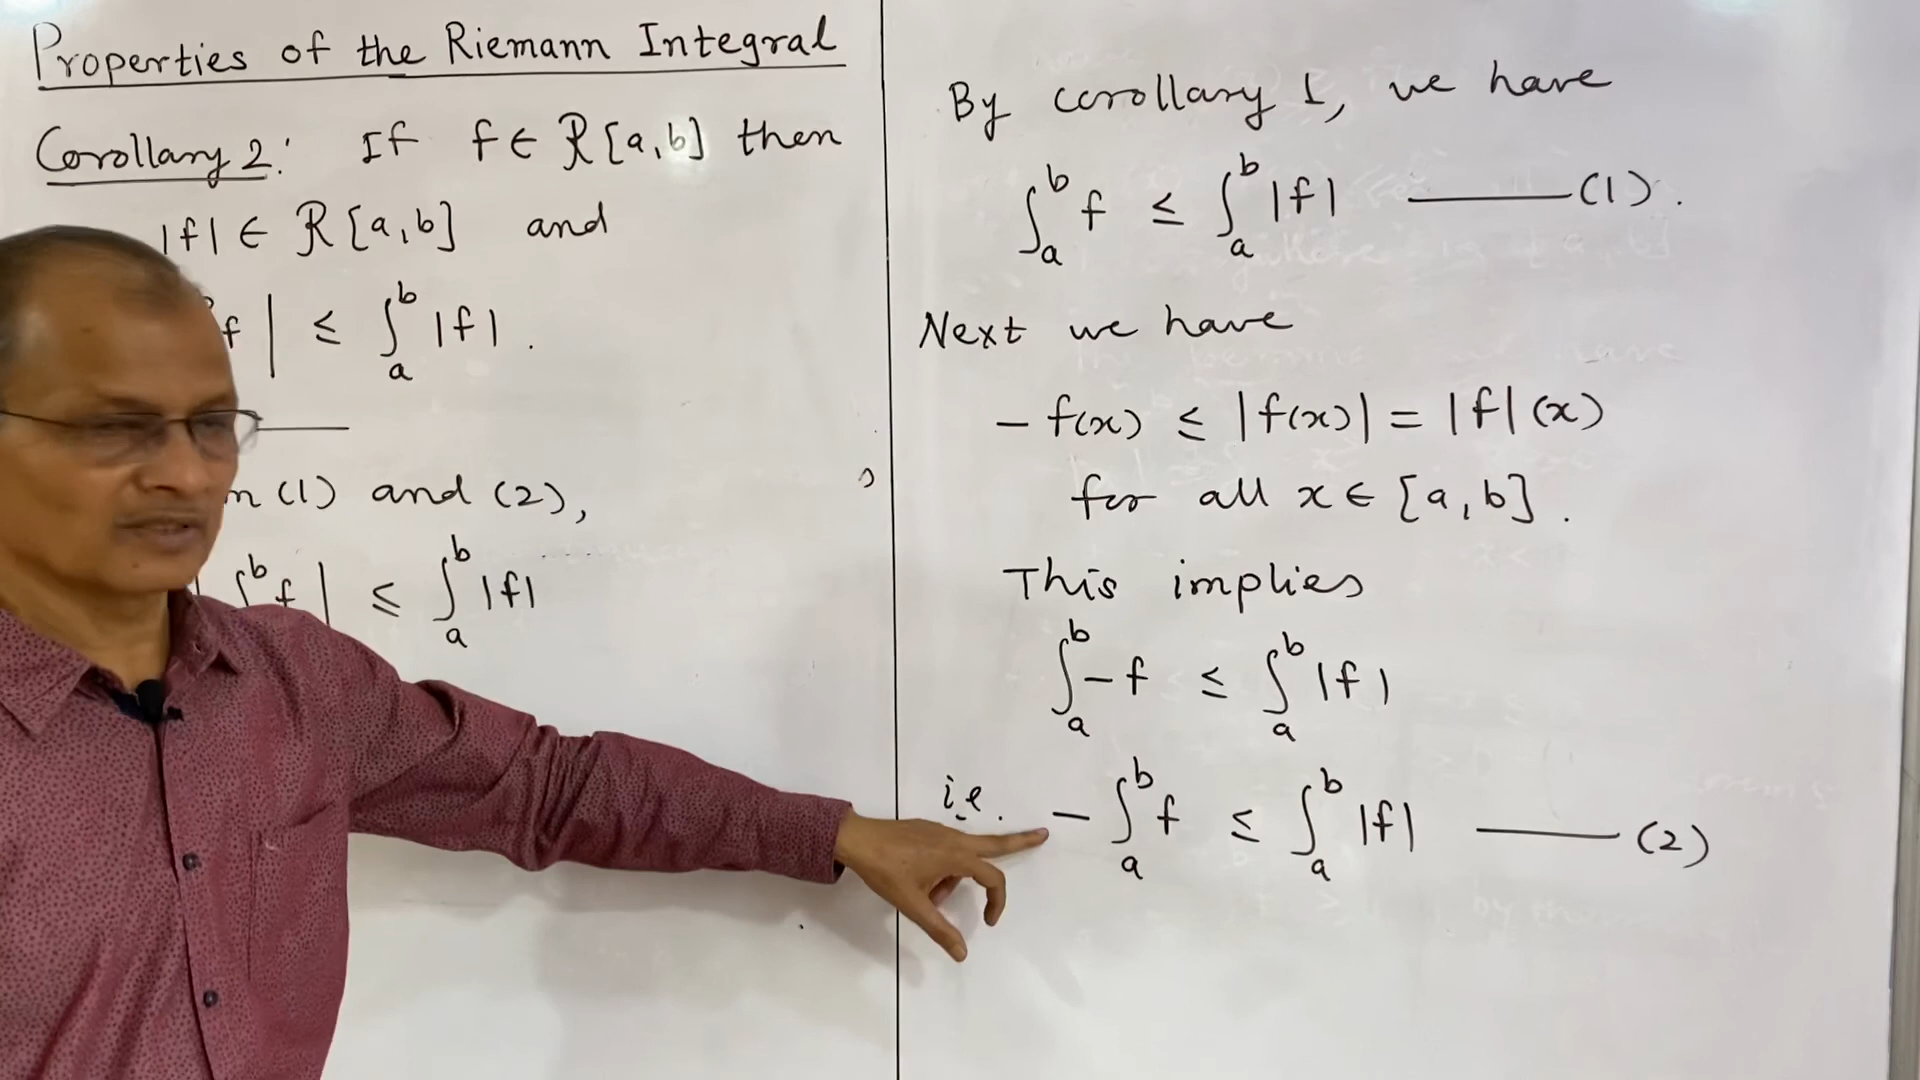 Properties of the Riemann Integral
Corollary 2: If f ∈ R[a,b] then
|f| ∈ R[a,b] and
f| ≤ ∫_a^b |f|.
(1) and (2),
∫^b f| ≤ ∫_a^b |f|
By corollary 1, we have
∫_a^b f ≤ ∫_a^b |f| ——— (1).
Next we have
- f(x) ≤ |f(x)| = |f|(x)
for all x ∈ [a,b].
This implies
∫_a^b -f ≤ ∫_a^b |f|
i.e. - ∫_a^b f ≤ ∫_a^b |f| ——— (2)